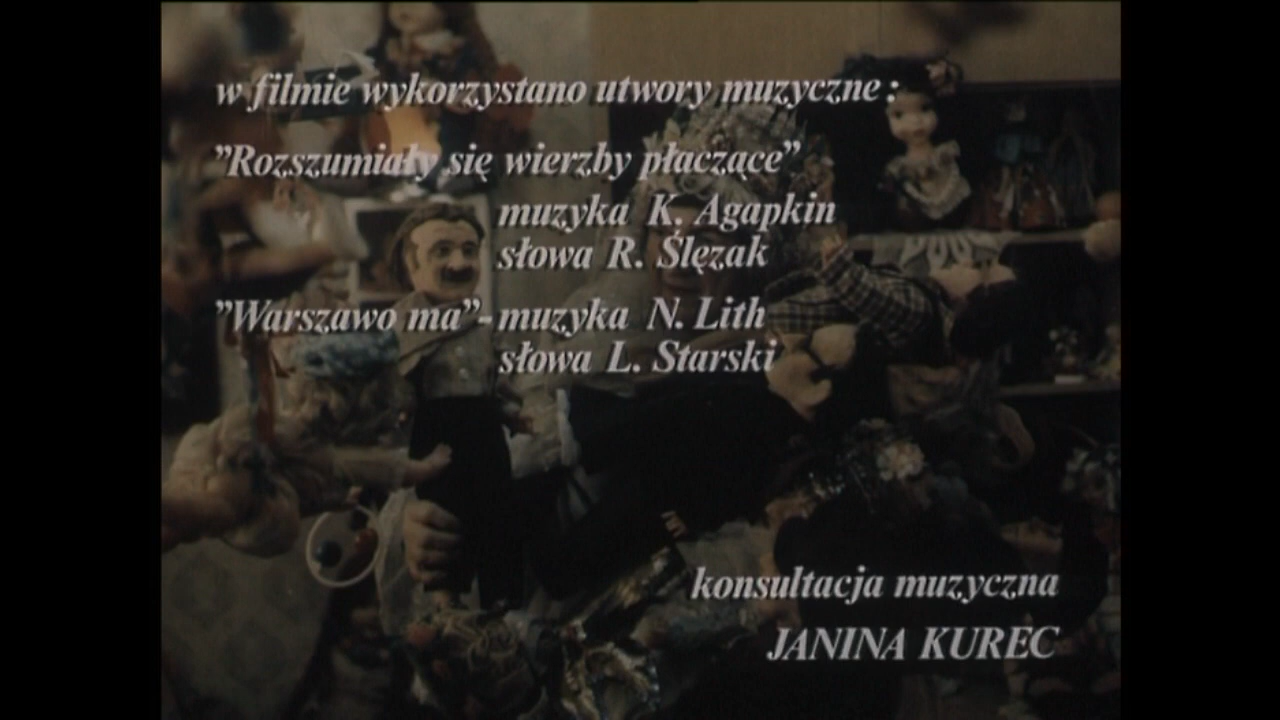 w filmie wykorzystano utwory muzyczne :
”Rozszumiały się wierzby płaczące”
muzyka K. Agapkin
słowa R. Ślęzak
”Warszawo ma”- muzyka N. Lith
słowa L. Starski
konsultacja muzyczna
JANINA KUREC